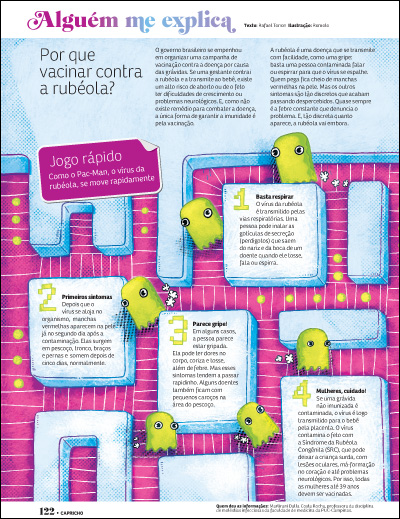 Alguém me explica
Texto: Rafael Tonon Ilustração: Romolo
Por que
vacinar contra
a rubéola?
O governo brasileiro se empenhou
em organizar uma campanha de
vacinação contra a doença por causa
das grávidas. Se uma gestante contrai
a rubéola e a transmite ao bebê, existe
um alto risco de aborto ou de o feto
ter dificuldades de crescimento ou
problemas neurológicos. E, como não
existe remédio para combater a doença,
a única forma de garantir a imunidade é
pela vacinação.
A rubéola é uma doença que se transmite
com facilidade, como uma gripe:
basta uma pessoa contaminada falar
ou espirrar para que o vírus se espalhe.
Quem pega fica cheio de manchas
vermelhas na pele. Mas os outros
sintomas são tão discretos que acabam
passando despercebidos. Quase sempre
é a febre constante que denuncia o
problema. E, tão discreta quanto
aparece, a rubéola vai embora.
Jogo rápido
Como o Pac-Man, o vírus da
rubéola, se move rapidamente
1
Basta respirar
O vírus da rubéola
é transmitido pelas
vias respiratórias. Uma
pessoa pode inalar as
gotículas de secreção
(perdigotos) que saem
do nariz e da boca de um
doente quando ele tosse,
fala ou espirra.
2
Primeiros sintomas
Depois que o
vírus se aloja no
organismo, manchas
vermelhas aparecem na pele
já no segundo dia após a
contaminação. Elas surgem
em pescoço, tronco, braços
e pernas e somem depois de
cinco dias, normalmente.
3
Parece gripe!
Em alguns casos,
a pessoa parece
estar gripada.
Ela pode ter dores no
corpo, coriza e tosse,
além de febre. Mas esses
sintomas tendem a passar
rapidinho. Alguns doentes
também ficam com
pequenos caroços na
área do pescoço.
4
Mulheres, cuidado!
Se uma grávida
não imunizada é
contaminada, o vírus é logo
transmitido para o bebê
pela placenta. O vírus
contamina o feto com
a Síndrome da Rubéola
Congênita (SRC), que pode
deixar a criança surda, com
lesões oculares, má formação
no coração e até problemas
neurológicos. Por isso, todas
as mulheres até 39 anos
devem ser vacinadas.
122 • CAPRICHO
Quem deu as informações: Costa Rocha, professora da disciplina
de moléstias infecciosas da faculdade de medicina da PUC-Campinas.